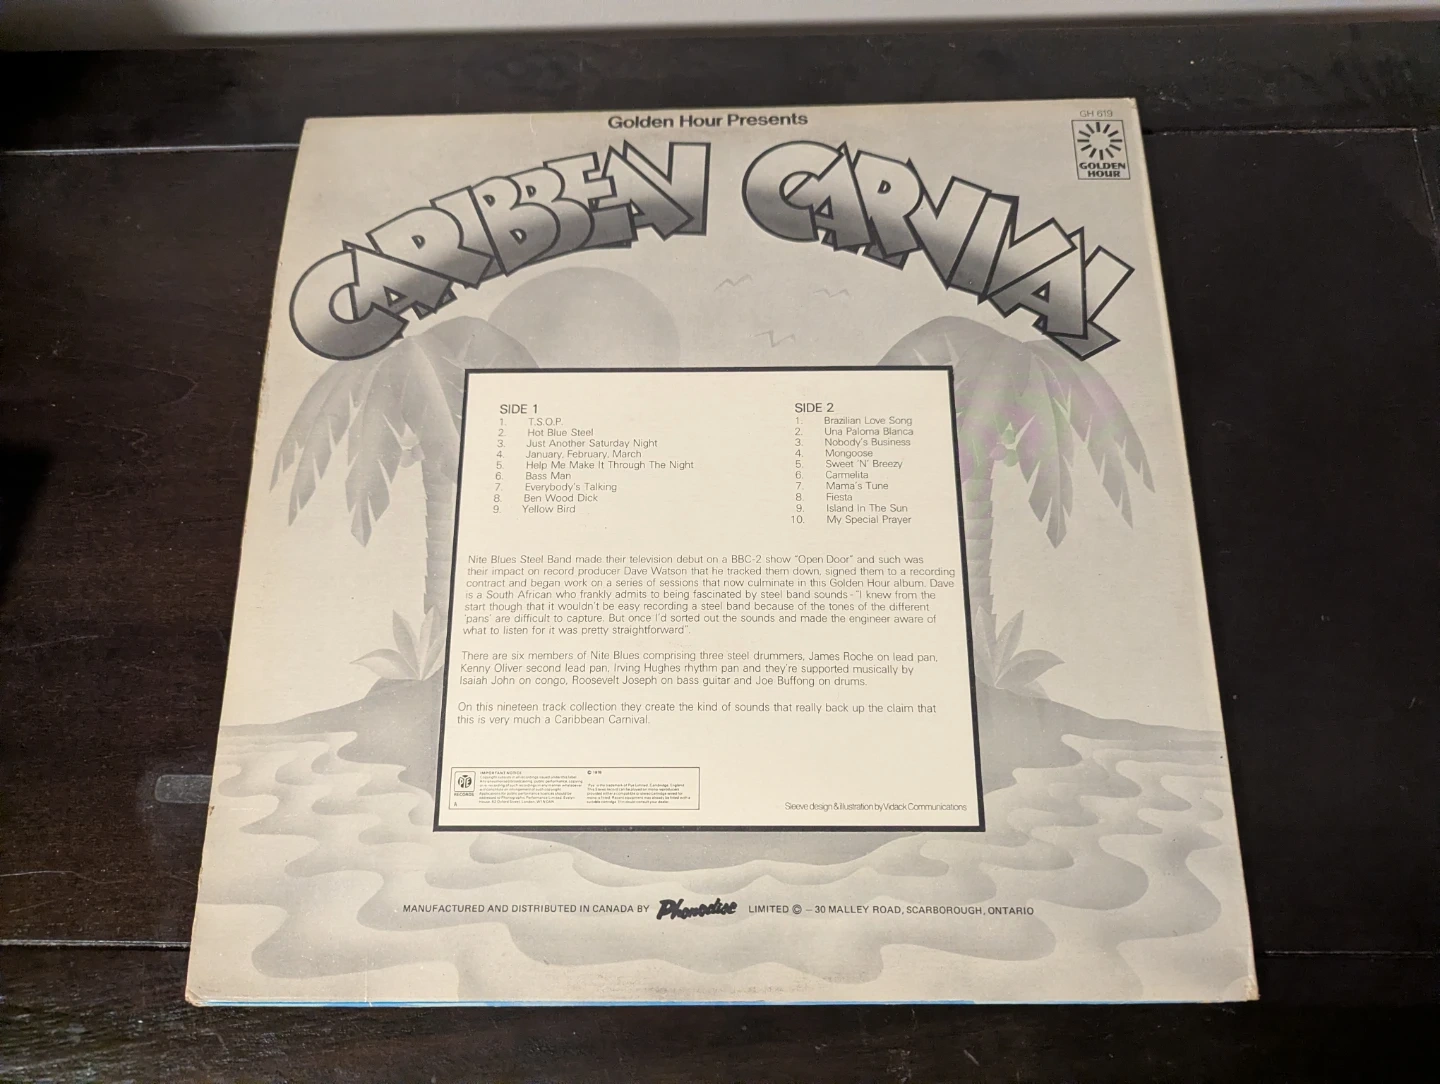 Golden Hour Presents
GH 619
GOLDEN
HOUR
CARIBBEAN CARNIVAL
SIDE 1
1. T.S.O.P.
2. Hot Blue Steel
3. Just Another Saturday Night
4. January, February, March
5. Help Me Make It Through The Night
6. Bass Man
7. Everybody's Talking
8. Ben Wood Dick
9. Yellow Bird
SIDE 2
1. Brazilian Love Song
2. Una Paloma Blanca
3. Nobody's Business
4. Mongoose
5. Sweet 'N' Breezy
6. Carmelita
7. Mama's Tune
8. Fiesta
9. Island In The Sun
10. My Special Prayer
Nite Blues Steel Band made their television debut on a BBC-2 show "Open Door" and such was
their impact on record producer Dave Watson that he tracked them down, signed them to a recording
contract and began work on a series of sessions that now culminate in this Golden Hour album. Dave
is a South African who frankly admits to being fascinated by steel band sounds - "I knew from the
start though that it wouldn't be easy recording a steel band because of the tones of the different
'pans' are difficult to capture. But once I'd sorted out the sounds and made the engineer aware of
what to listen for it was pretty straightforward".
There are six members of Nite Blues comprising three steel drummers, James Roche on lead pan,
Kenny Oliver second lead pan, Irving Hughes rhythm pan and they're supported musically by
Isaiah John on congo, Roosevelt Joseph on bass guitar and Joe Buffong on drums.
On this nineteen track collection they create the kind of sounds that really back up the claim that
this is very much a Caribbean Carnival.
PYE
RECORDS
IMPORTANT NOTICE
Sleeve design & illustration by Vidack Communications
MANUFACTURED AND DISTRIBUTED IN CANADA BY Phonodisc LIMITED © – 30 MALLEY ROAD, SCARBOROUGH, ONTARIO